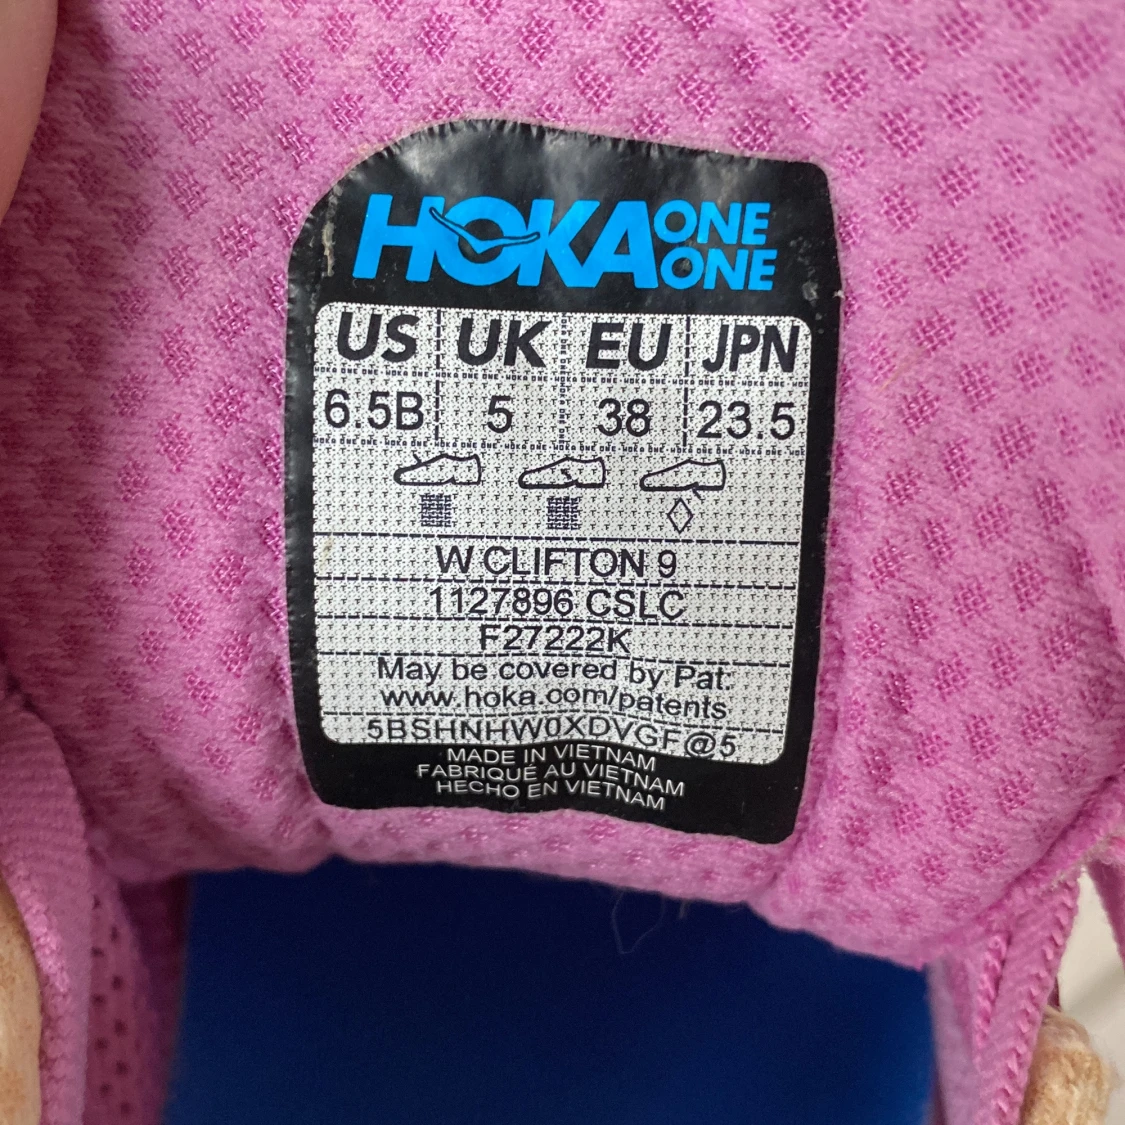 HOKA ONE ONE
US UK EU JPN
6.5B 5 38 23.5
W CLIFTON 9
1127896 CSLC
F27222K
May be covered by Pat:
www.hoka.com/patents
5BSHNHW0XDVGF@5
MADE IN VIETNAM
FABRIQUÉ AU VIETNAM
HECHO EN VIETNAM